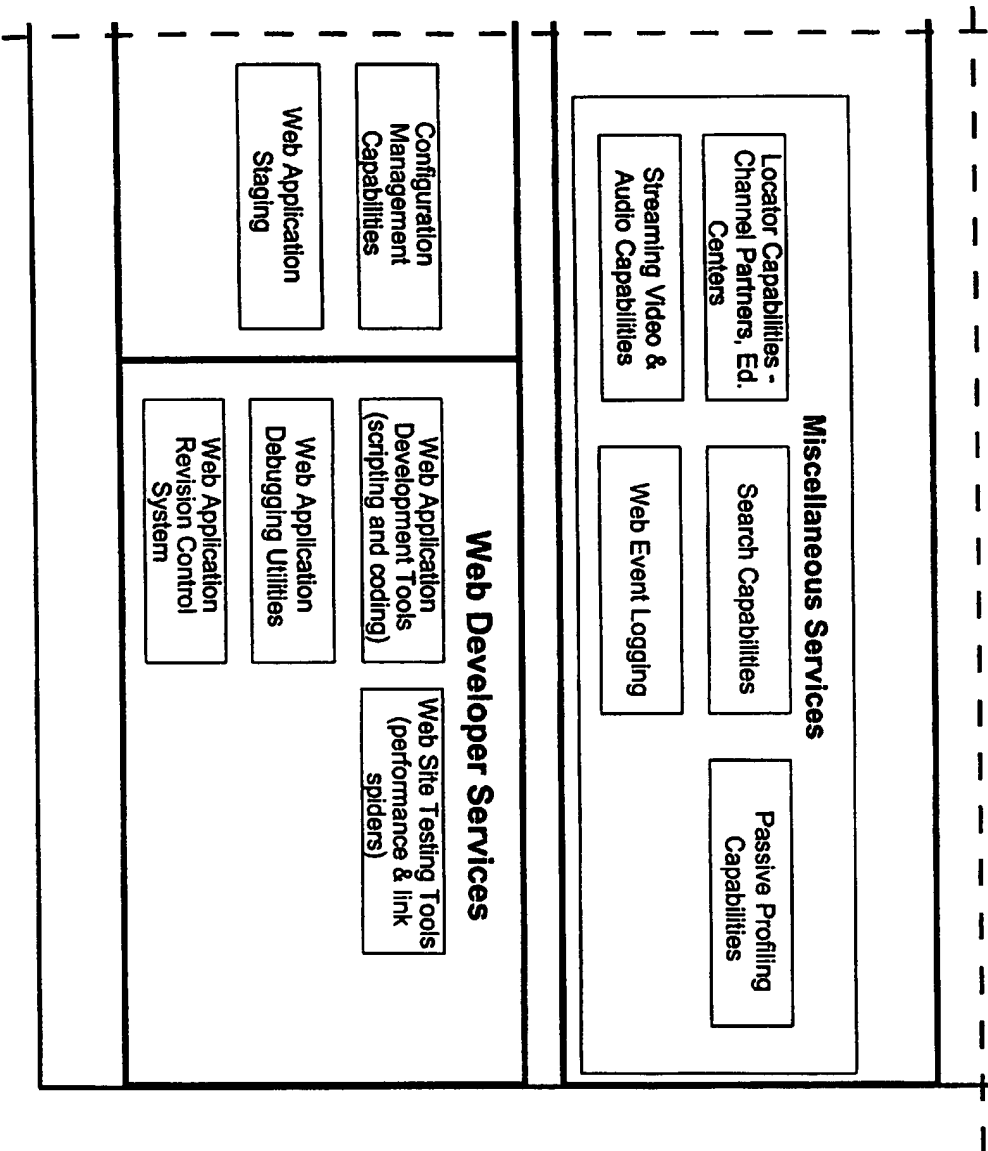 Miscellaneous Services
Locator Capabilities -
Channel Partners, Ed.
Centers
Search Capabilities
Passive Profiling
Capabilities
Streaming Video &
Audio Capabilities
Web Event Logging
Configuration
Management
Capabilities
Web Application
Staging
Web Developer Services
Web Application
Development Tools
(scripting and coding)
Web Site Testing Tools
(performance & link
spiders)
Web Application
Debugging Utilities
Web Application
Revision Control
System